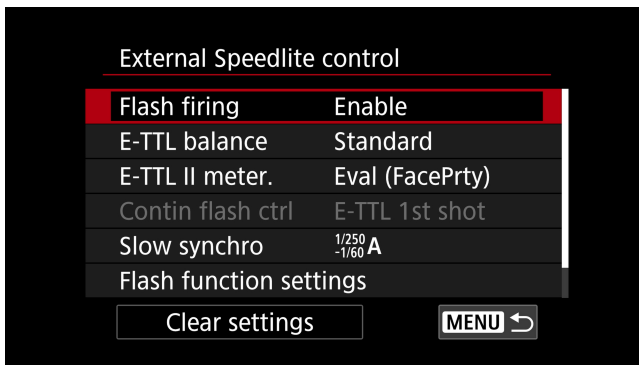 External Speedlite control
Flash firing Enable
E-TTL balance Standard
E-TTL II meter. Eval (FacePrty)
Contin flash ctrl E-TTL 1st shot
Slow synchro 1/250-1/60 A
Flash function settings
Clear settings MENU